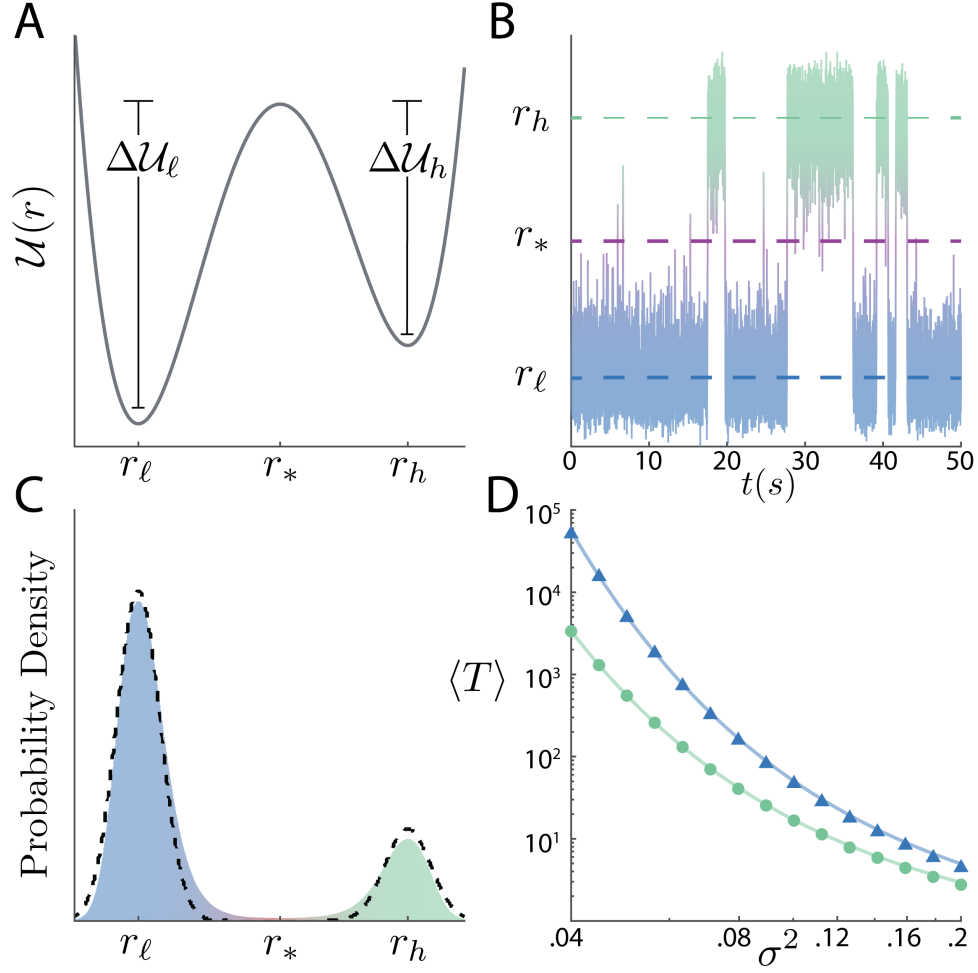 A
U(r)
ΔU_ℓ
ΔU_h
r_ℓ r_* r_h
B
r_h
r_*
r_ℓ
0 10 20 30 40 50
t(s)
C
Probability Density
r_ℓ r_* r_h
D
⟨T⟩
10^5
10^4
10^3
10^2
10^1
.04 .08 .12 .16 .2
σ^2